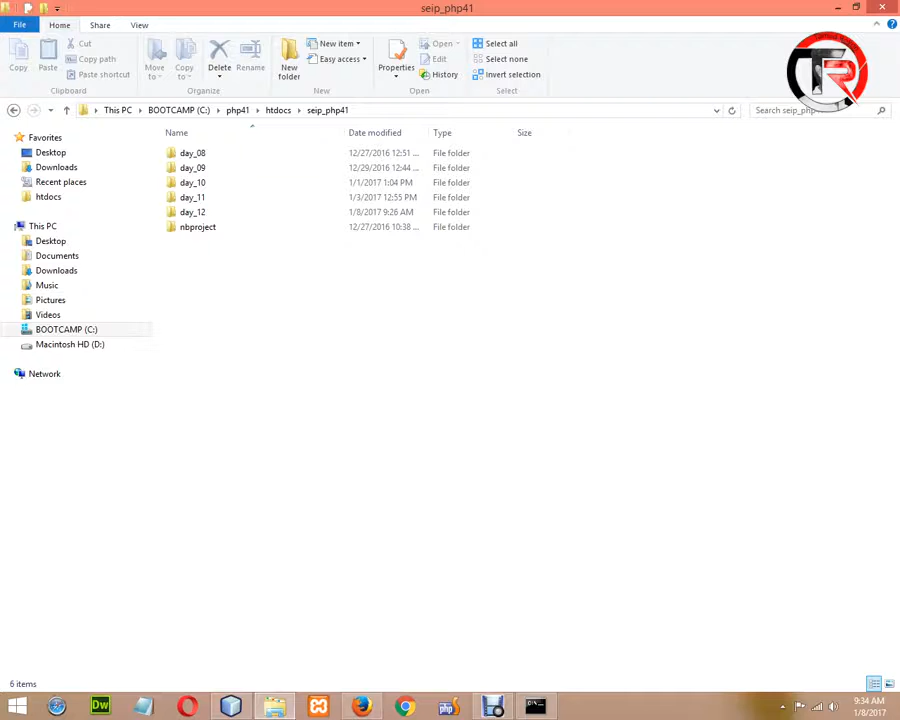 seip_php41
File Home Share View
Copy Paste Cut Copy path Paste shortcut Move to Copy to Delete Rename New folder New item Easy access Properties Open Edit History Select all Select none Invert selection
Clipboard Organize New Open Select
This PC BOOTCAMP (C:) php41 htdocs seip_php41 Search seip_php41
Name Date modified Type Size
Favorites
Desktop
Downloads
Recent places
htdocs
This PC
Desktop
Documents
Downloads
Music
Pictures
Videos
BOOTCAMP (C:)
Macintosh HD (D:)
Network
day_08 12/27/2016 12:51 ... File folder
day_09 12/29/2016 12:44 ... File folder
day_10 1/1/2017 1:04 PM File folder
day_11 1/3/2017 12:55 PM File folder
day_12 1/8/2017 9:26 AM File folder
nbproject 12/27/2016 10:38 ... File folder
6 items
Dw
php
9:34 AM
1/8/2017